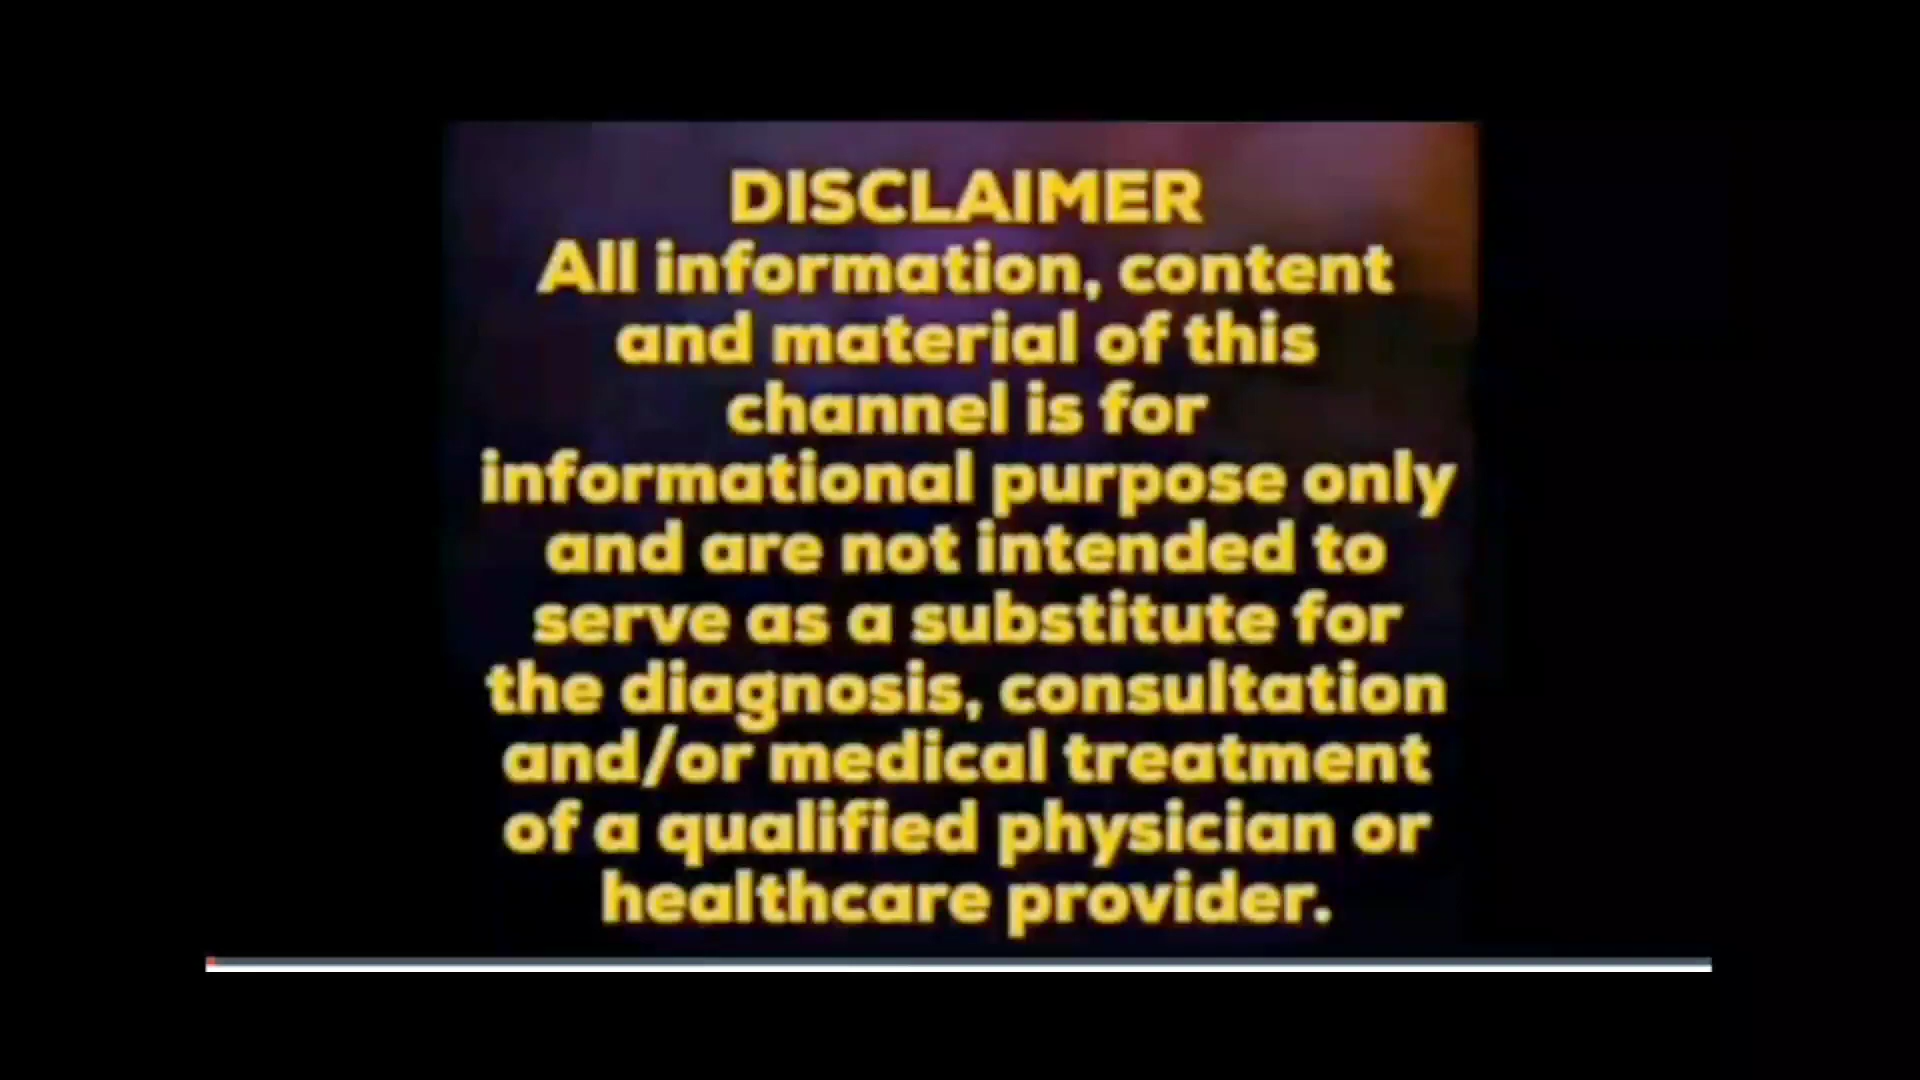 DISCLAIMER
All information, content
and material of this
channel is for
informational purpose only
and are not intended to
serve as a substitute for
the diagnosis, consultation
and/or medical treatment
of a qualified physician or
healthcare provider.